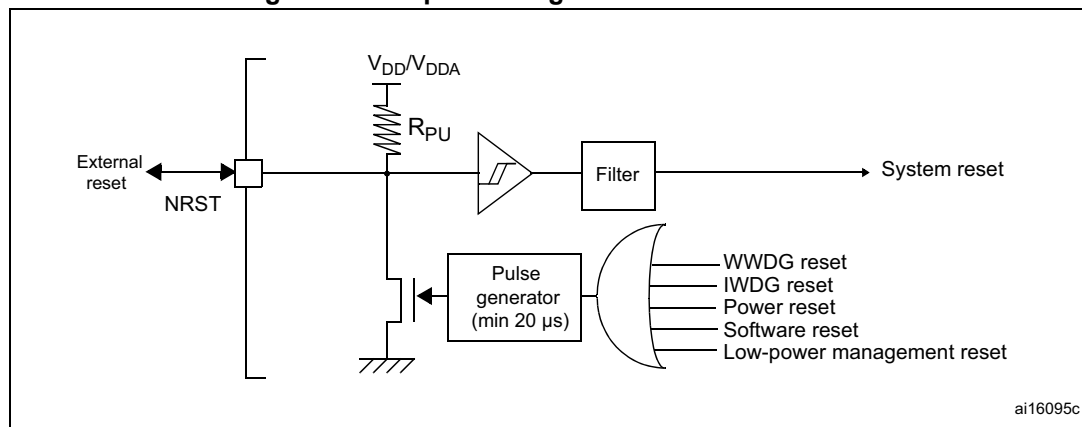 VDD/VDDA
RPU
External
reset
NRST
Filter
System reset
Pulse
generator
(min 20 µs)
WWDG reset
IWDG reset
Power reset
Software reset
Low-power management reset
ai16095c